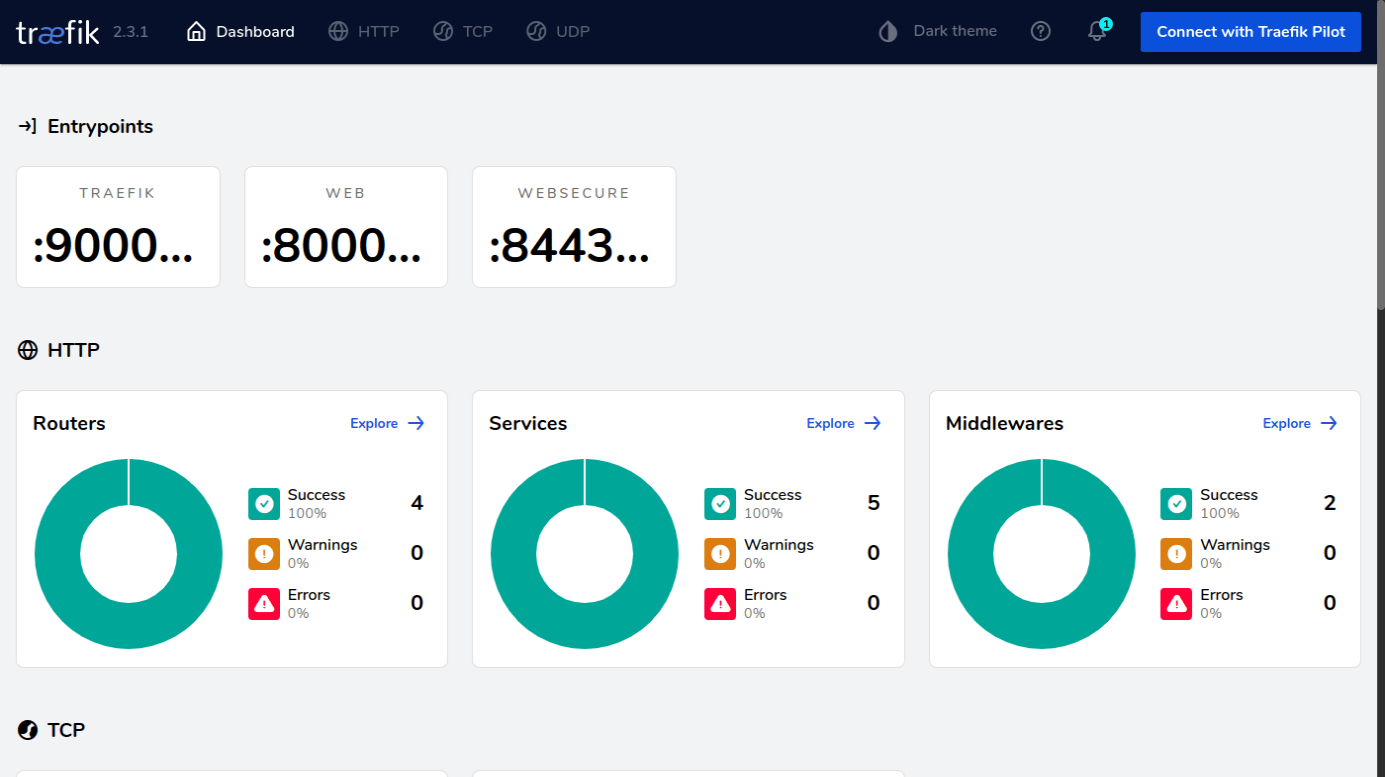 træfik 2.3.1 Dashboard HTTP TCP UDP Dark theme 1 Connect with Traefik Pilot
Entrypoints
TRAEFIK WEB WEBSECURE
:9000... :8000... :8443...
HTTP
Routers Explore
Success 4
100%
Warnings 0
0%
Errors 0
0%
Services Explore
Success 5
100%
Warnings 0
0%
Errors 0
0%
Middlewares Explore
Success 2
100%
Warnings 0
0%
Errors 0
0%
TCP